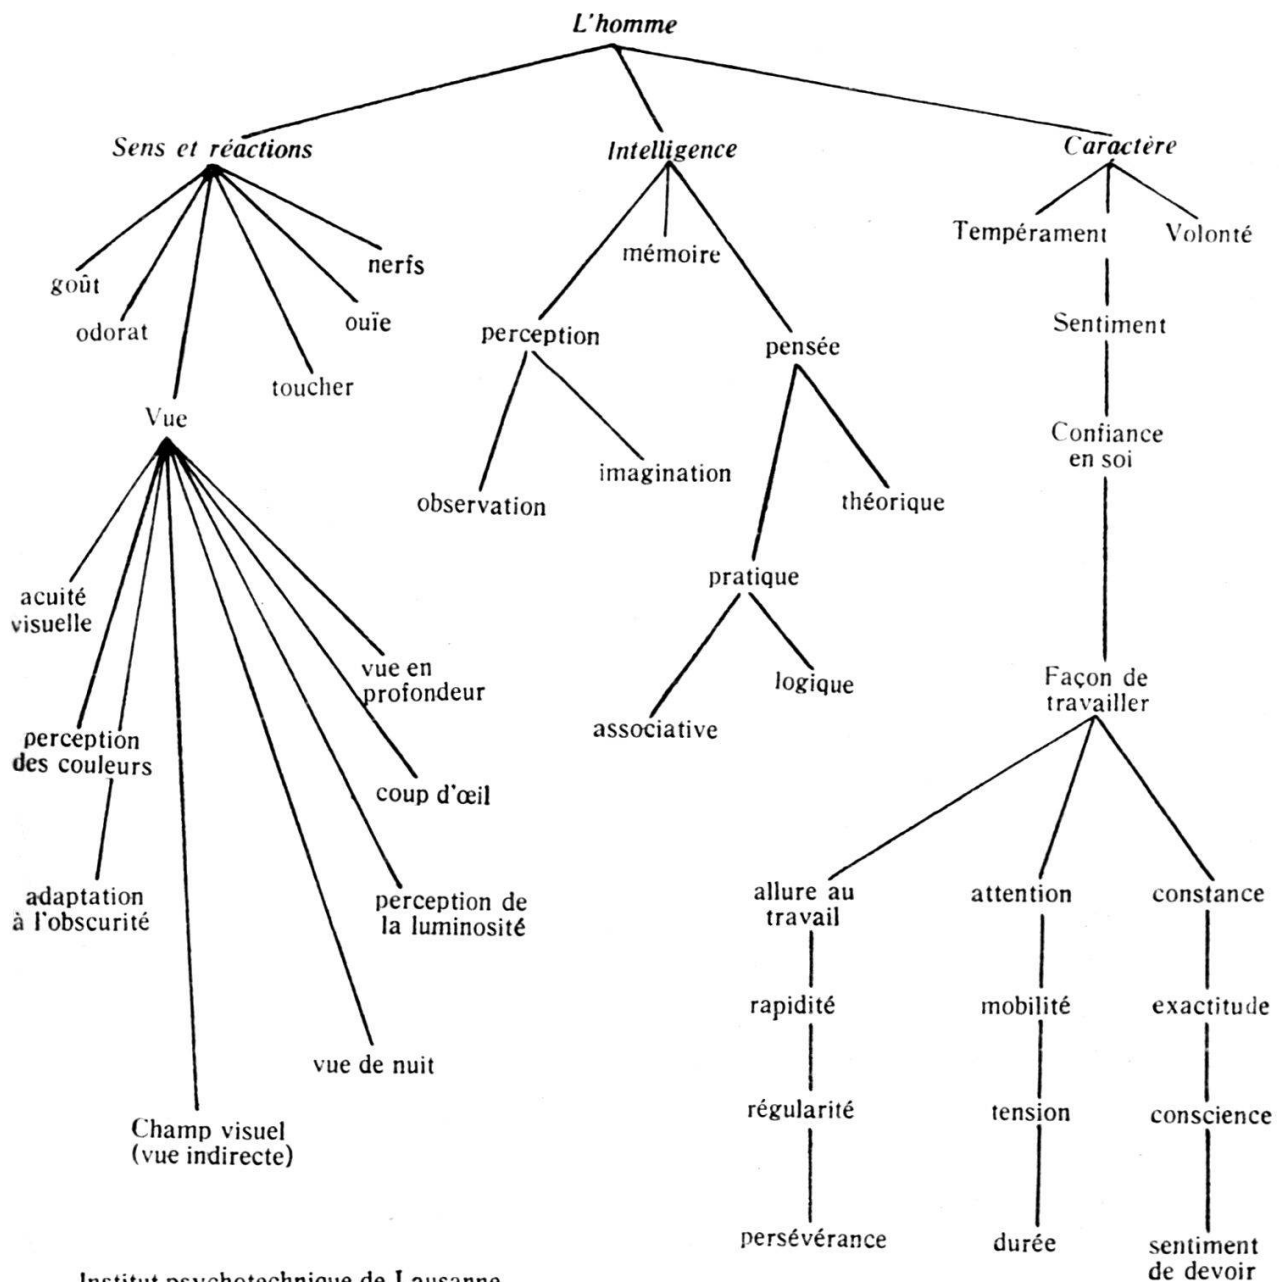 L'homme
Sens et réactions
Intelligence
Caractère
goût
odorat
Vue
toucher
ouïe
nerfs
acuité
visuelle
perception
des couleurs
adaptation
à l'obscurité
Champ visuel
(vue indirecte)
vue de nuit
perception de
la luminosité
coup d'œil
vue en
profondeur
perception
mémoire
pensée
observation
imagination
pratique
théorique
associative
logique
Tempérament
Volonté
Sentiment
Confiance
en soi
Façon de
travailler
allure au
travail
rapidité
régularité
persévérance
attention
mobilité
tension
durée
constance
exactitude
conscience
sentiment
de devoir
Institut psychotechnique de Lausanne